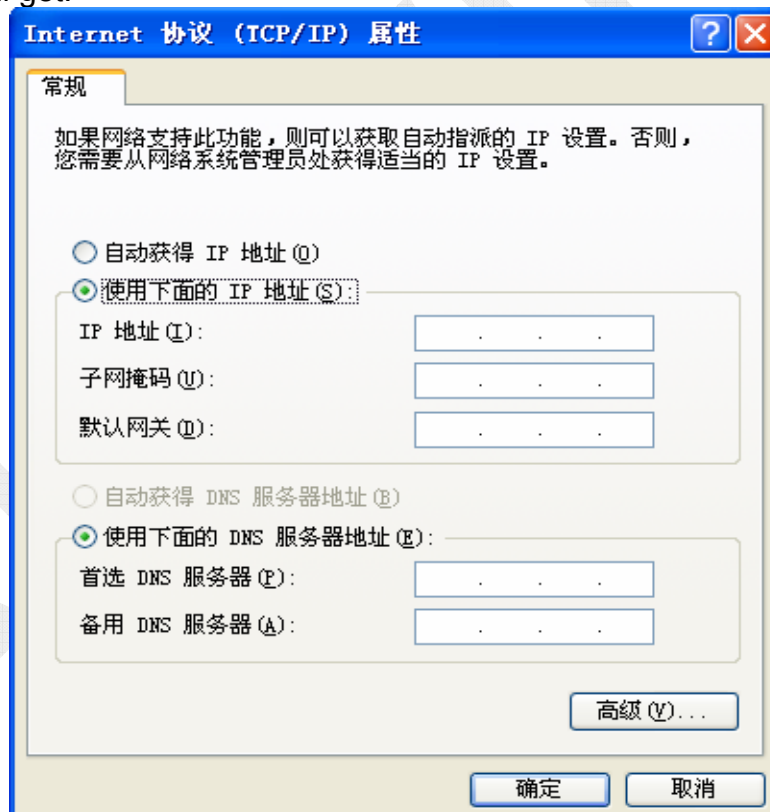 get.
Internet 协议 (TCP/IP) 属性
常规
如果网络支持此功能，则可以获取自动指派的 IP 设置。否则，
您需要从网络系统管理员处获得适当的 IP 设置。
自动获得 IP 地址(O)
使用下面的 IP 地址(S):
IP 地址(I):
子网掩码(U):
默认网关(D):
自动获得 DNS 服务器地址(B)
使用下面的 DNS 服务器地址(E):
首选 DNS 服务器(P):
备用 DNS 服务器(A):
高级(V)...
确定
取消